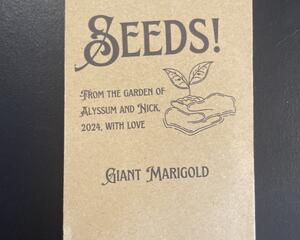 SEEDS!
FROM THE GARDEN OF
ALYSSUM AND NICK,
2024, WITH LOVE
GIANT MARIGOLD